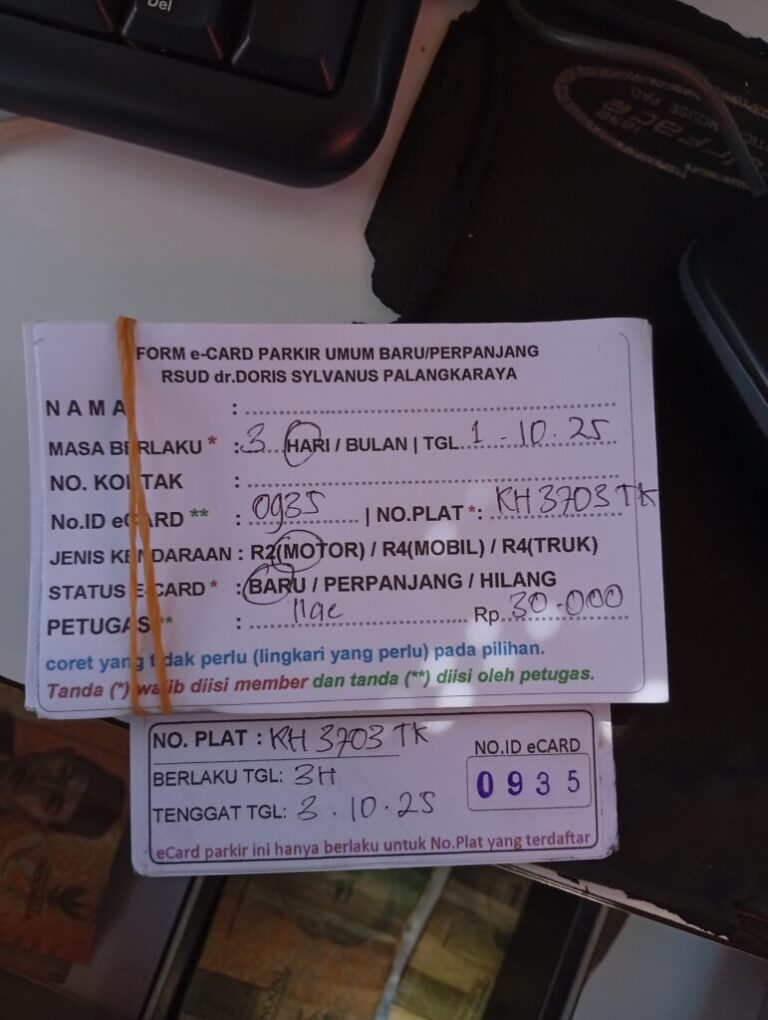 Del
FORM e-CARD PARKIR UMUM BARU/PERPANJANG
RSUD dr.DORIS SYLVANUS PALANGKARAYA
NAMA : 
MASA BERLAKU * : 3 HARI / BULAN | TGL 1 - 10 . 25
NO. KONTAK :
No.ID eCARD ** : 0935 | NO.PLAT *: KH 3703 TK
JENIS KENDARAAN : R2(MOTOR) / R4(MOBIL) / R4(TRUK)
STATUS E-CARD * : BARU / PERPANJANG / HILANG
PETUGAS ** : Rp. 30.000
coret yang tidak perlu (lingkari yang perlu) pada pilihan.
Tanda (*) wajib diisi member dan tanda (**) diisi oleh petugas.
NO. PLAT : KH 3703 TK
NO.ID eCARD
BERLAKU TGL: 3H
0935
TENGGAT TGL: 3 . 10 . 25
eCard parkir ini hanya berlaku untuk No.Plat yang terdaftar